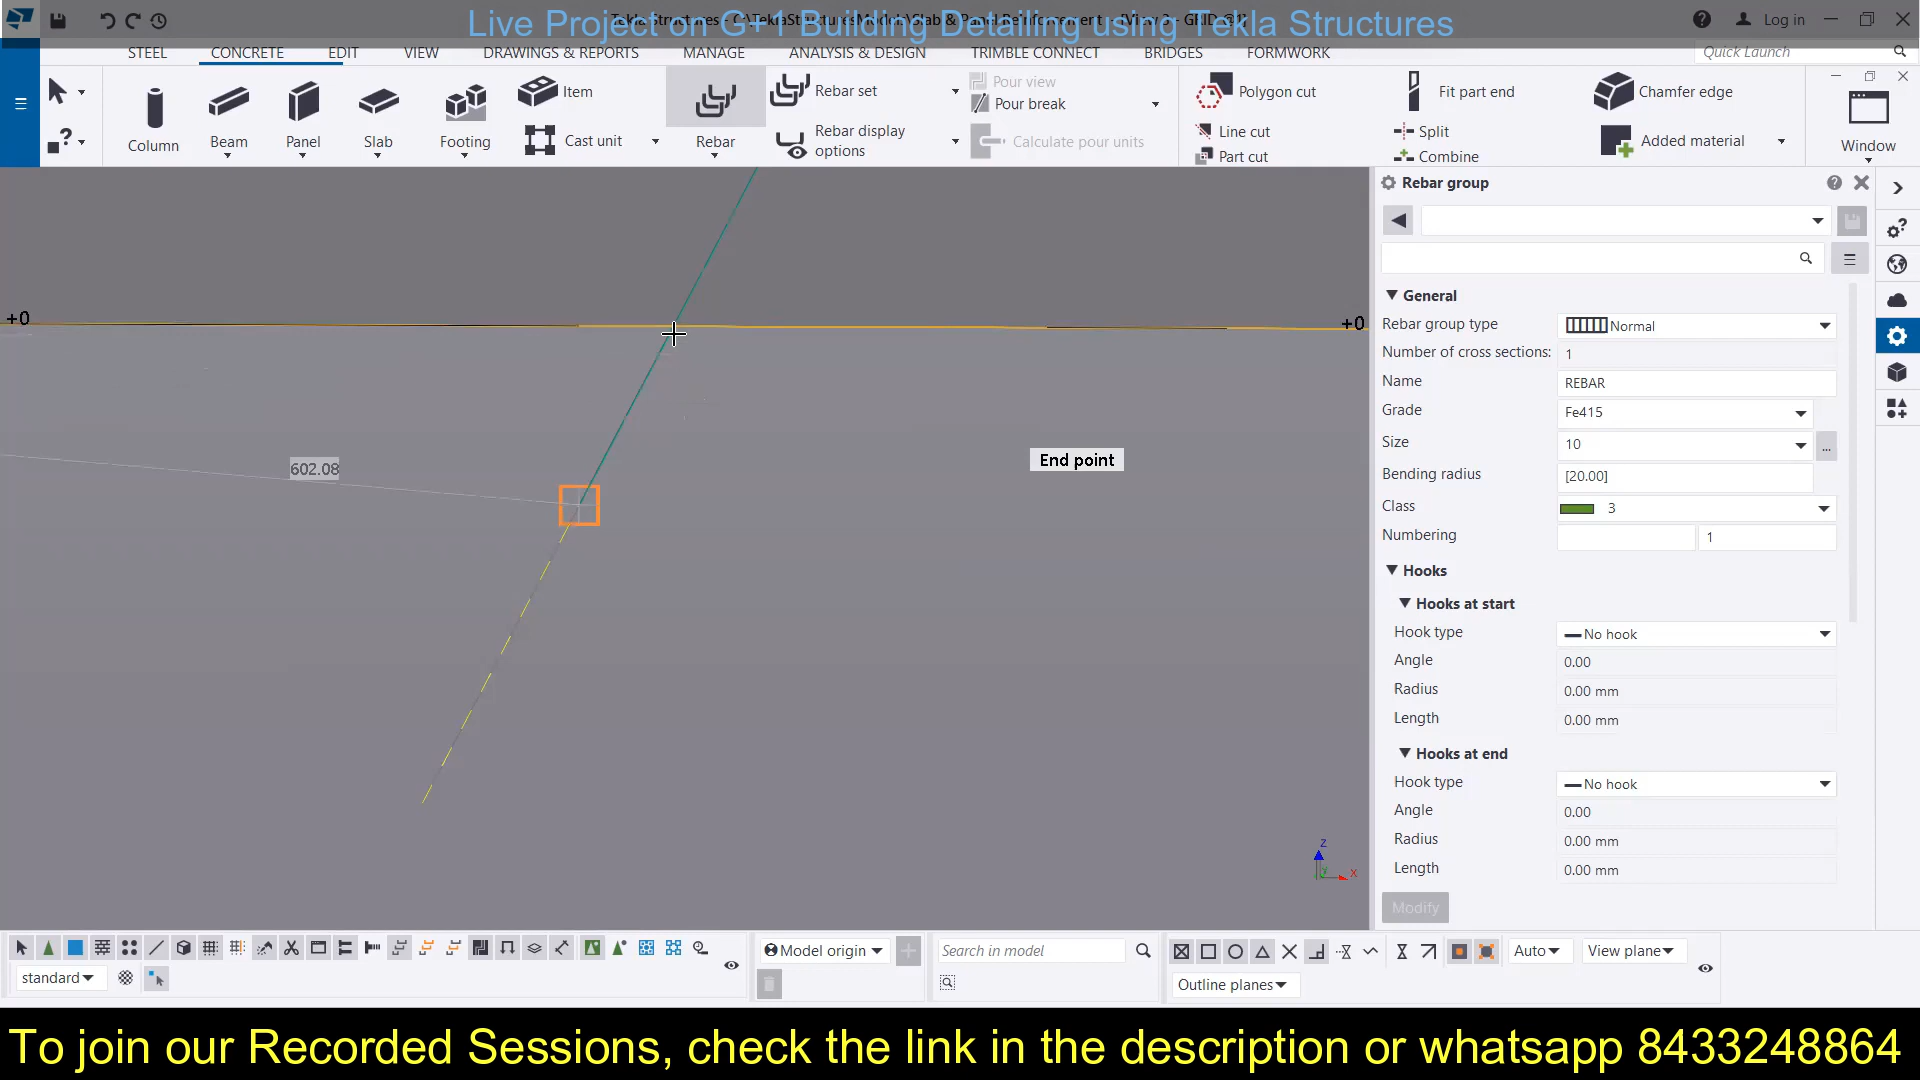 Live Project on G+1 Building Detailing using Tekla Structures
Log in
STEEL CONCRETE EDIT VIEW DRAWINGS & REPORTS MANAGE ANALYSIS & DESIGN TRIMBLE CONNECT BRIDGES FORMWORK
Quick Launch
Column
Beam
Panel
Slab
Footing
Item
Cast unit
Rebar
Rebar set
Rebar display
options
Pour view
Pour break
Calculate pour units
Polygon cut
Line cut
Part cut
Fit part end
Split
Combine
Chamfer edge
Added material
Window
+0
+0
602.08
End point
z
x
Rebar group
General
Rebar group type Normal
Number of cross sections: 1
Name REBAR
Grade Fe415
Size 10 ...
Bending radius [20.00]
Class 3
Numbering 1
Hooks
Hooks at start
Hook type No hook
Angle 0.00
Radius 0.00 mm
Length 0.00 mm
Hooks at end
Hook type No hook
Angle 0.00
Radius 0.00 mm
Length 0.00 mm
Modify
standard
Model origin
Search in model
Auto
View plane
Outline planes
To join our Recorded Sessions, check the link in the description or whatsapp 8433248864